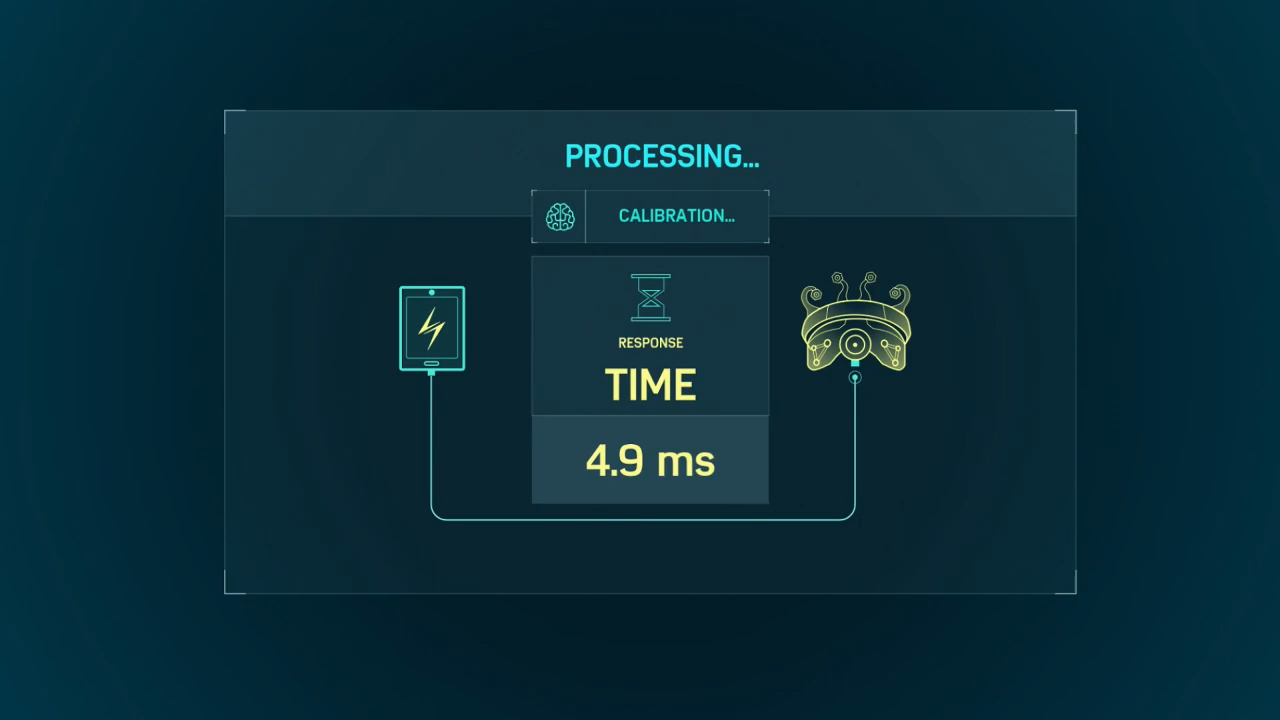 PROCESSING...
CALIBRATION...
RESPONSE
TIME
4.9 ms